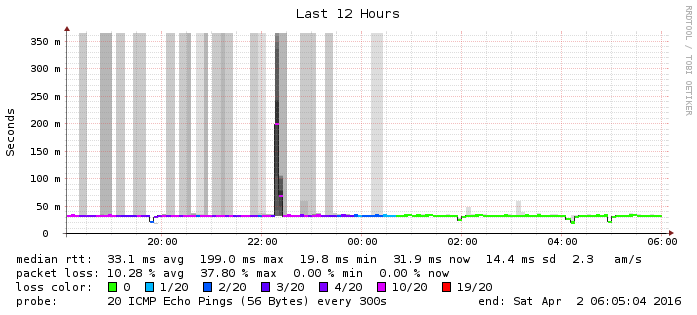 Last 12 Hours
RRDTOOL / TOBI OETIKER
Seconds
350 m
300 m
250 m
200 m
150 m
100 m
50 m
0
20:00 22:00 00:00 02:00 04:00 06:00
median rtt: 33.1 ms avg 199.0 ms max 19.8 ms min 31.9 ms now 14.4 ms sd 2.3 am/s
packet loss: 10.28 % avg 37.80 % max 0.00 % min 0.00 % now
loss color: 0 1/20 2/20 3/20 4/20 10/20 19/20
probe: 20 ICMP Echo Pings (56 Bytes) every 300s end: Sat Apr 2 06:05:04 2016